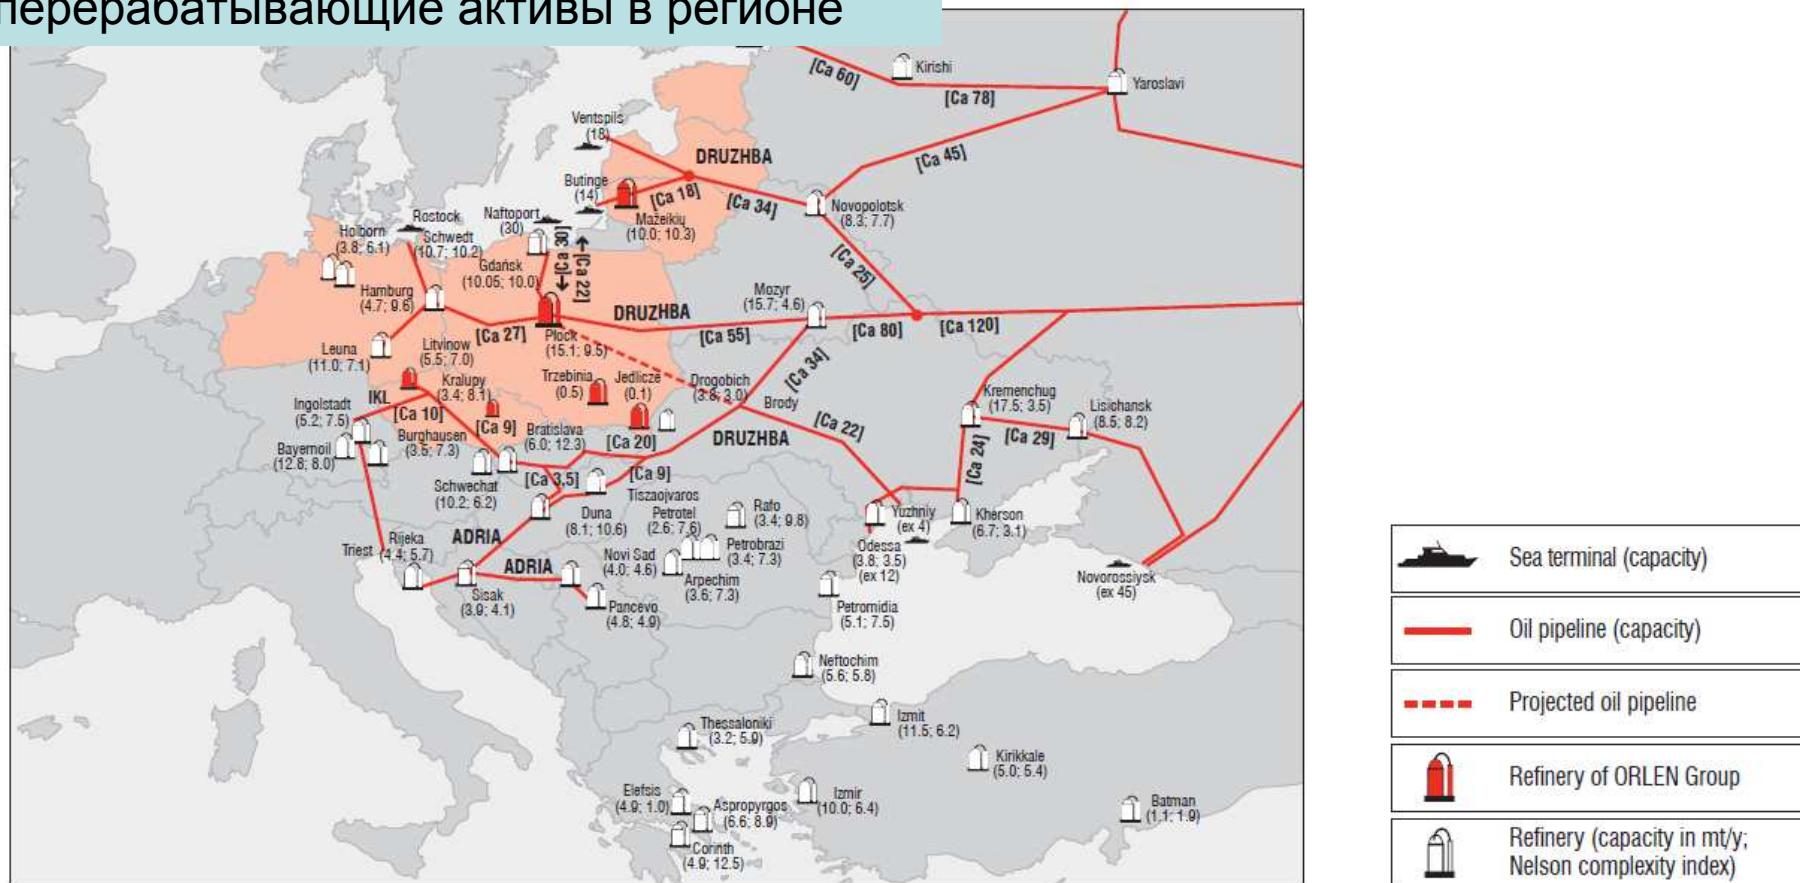 перерабатывающие активы в регионе
[Ca 60]
Kirishi
[Ca 78]
Yaroslavi
Ventspils
(18)
DRUZHBA
[Ca 45]
Butinge
(14)
[Ca 18]
[Ca 34]
Mažeikių
(10.0; 10.3)
Novopolotsk
(8.3; 7.7)
Rostock
Naftoport
(30)
Holborn
(3.8; 6.1)
Schwedt
(10.7; 10.2)
[Ca 30]
[Ca 22]
Gdańsk
(10.05; 10.0)
[Ca 25]
Hamburg
(4.7; 9.6)
Mozyr
(15.7; 4.6)
DRUZHBA
[Ca 27]
Płock
(15.1; 9.5)
[Ca 55]
[Ca 80]
[Ca 120]
Leuna
(11.0; 7.1)
Litvinow
(5.5; 7.0)
Kralupy
(3.4; 8.1)
Trzebinia
(0.5)
Jedlicze
(0.1)
Drogobich
(3.8; 3.0)
[Ca 34]
Brody
Kremenchug
(17.5; 3.5)
Lisichansk
(8.5; 8.2)
IKL
[Ca 10]
Ingolstadt
(5.2; 7.5)
[Ca 9]
Bratislava
(6.0; 12.3)
[Ca 20]
DRUZHBA
[Ca 22]
[Ca 29]
[Ca 24]
Bayernoil
(12.8; 8.0)
Burghausen
(3.5; 7.3)
Schwechat
(10.2; 6.2)
[Ca 3,5]
[Ca 9]
Tiszaojvaros
Duna
(8.1; 10.6)
Petrotel
(2.6; 7.6)
Rafo
(3.4; 9.8)
Yuzhniy
(ex 4)
Kherson
(6.7; 3.1)
Triest
Rijeka
(4.4; 5.7)
ADRIA
ADRIA
Novi Sad
(4.0; 4.6)
Petrobrazi
(3.4; 7.3)
Arpechim
(3.6; 7.3)
Odessa
(3.8; 3.5)
(ex 12)
Novorossiysk
(ex 45)
Sisak
(3.9; 4.1)
Pancevo
(4.8; 4.9)
Petromidia
(5.1; 7.5)
Neftochim
(5.6; 5.8)
Thessaloniki
(3.2; 5.9)
Izmit
(11.5; 6.2)
Kirikkale
(5.0; 5.4)
Elefsis
(4.9; 1.0)
Aspropyrgos
(6.6; 8.9)
Izmir
(10.0; 6.4)
Batman
(1.1; 1.9)
Corinth
(4.9; 12.5)
Sea terminal (capacity)
Oil pipeline (capacity)
Projected oil pipeline
Refinery of ORLEN Group
Refinery (capacity in mt/y;
Nelson complexity index)